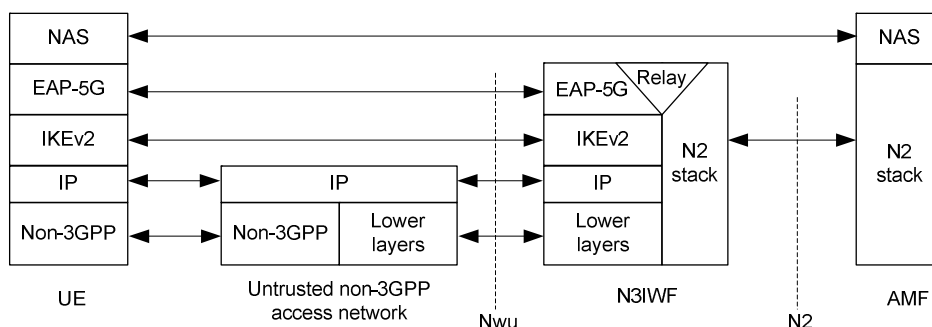 NAS
NAS
EAP-5G
EAP-5G
Relay
IKEv2
IKEv2
N2
stack
N2
stack
IP
IP
IP
Non-3GPP
Non-3GPP
Lower
layers
Lower
layers
UE
Untrusted non-3GPP
access network
N3IWF
AMF
Nwu
N2